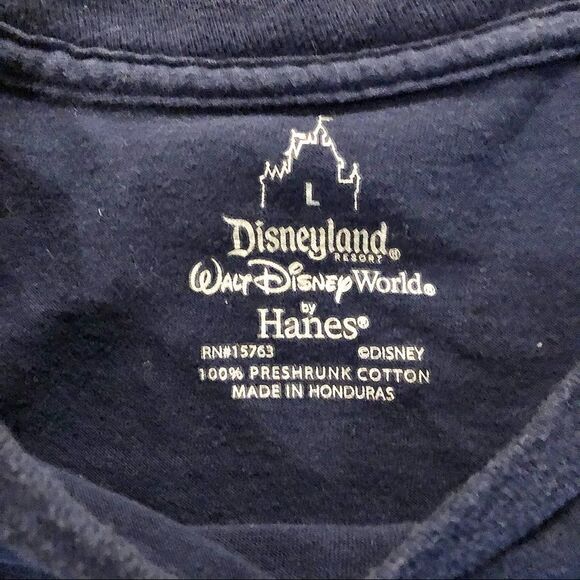 L
Disneyland®
RESORT
WALT DISNEY World®
by
Hanes®
RN#15763 ©DISNEY
100% PRESHRUNK COTTON
MADE IN HONDURAS